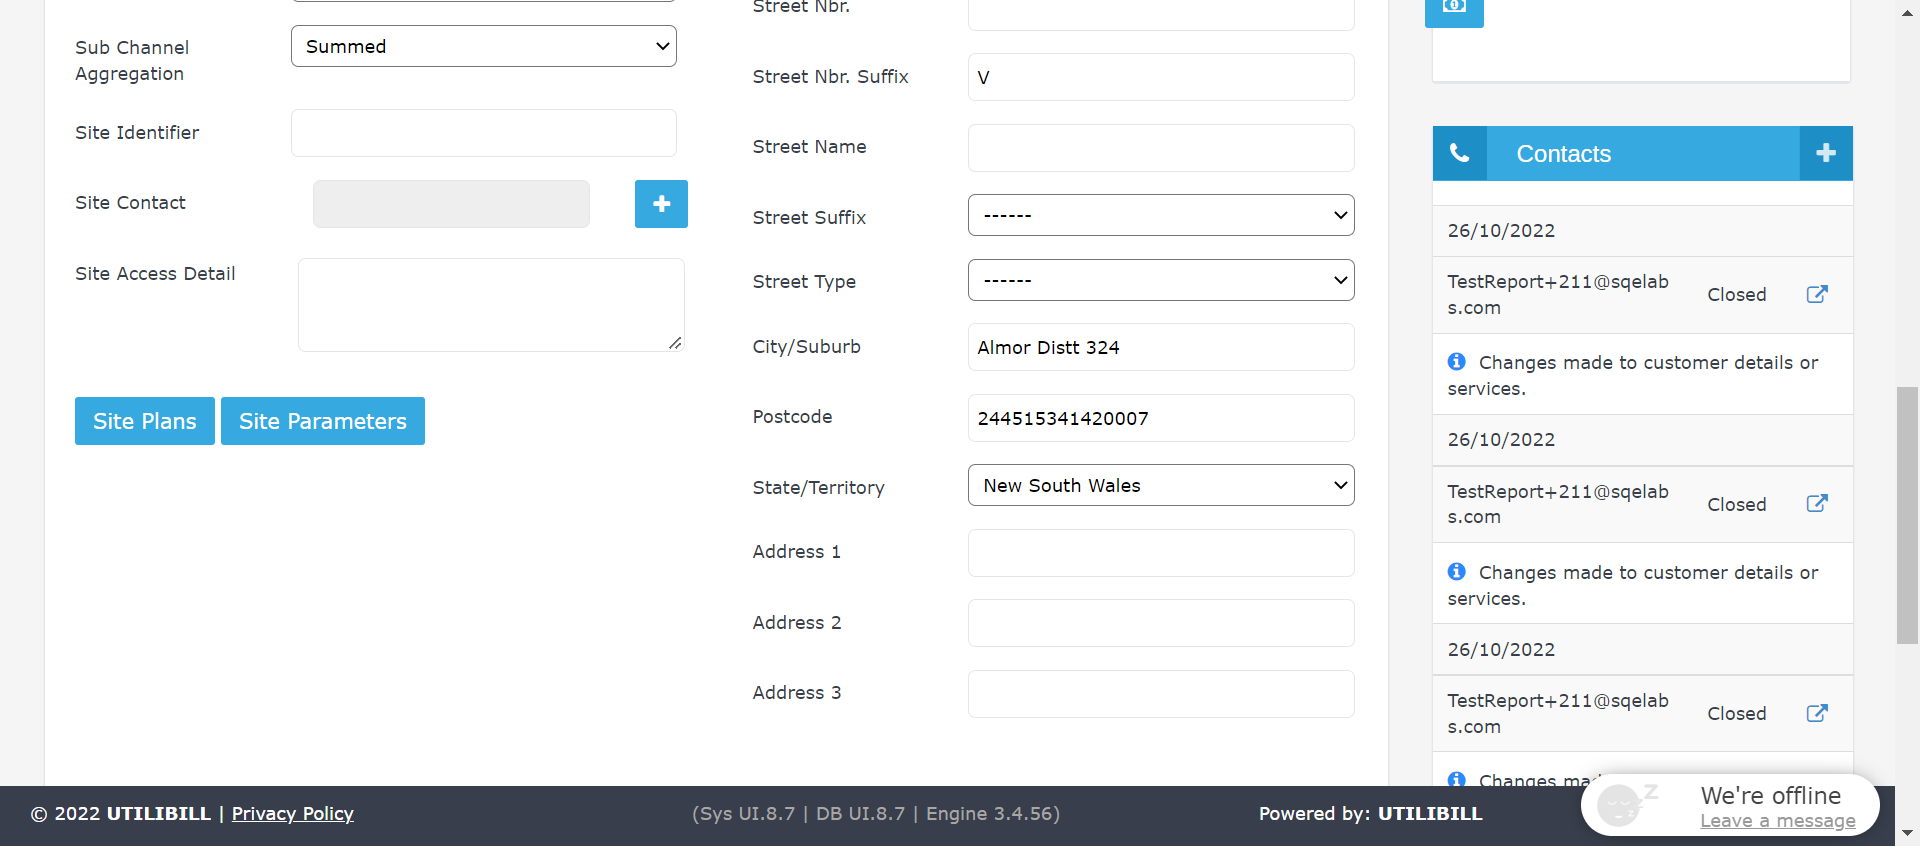 Sub Channel
Aggregation
Summed
Site Identifier
Site Contact
Site Access Detail
Site Plans
Site Parameters
Street Nbr.
Street Nbr. Suffix
V
Street Name
Street Suffix
------
Street Type
------
City/Suburb
Almor Distt 324
Postcode
244515341420007
State/Territory
New South Wales
Address 1
Address 2
Address 3
Contacts
26/10/2022
TestReport+211@sqelab
s.com
Closed
Changes made to customer details or
services.
26/10/2022
TestReport+211@sqelab
s.com
Closed
Changes made to customer details or
services.
26/10/2022
TestReport+211@sqelab
s.com
Closed
Changes
© 2022 UTILIBILL | Privacy Policy
(Sys UI.8.7 | DB UI.8.7 | Engine 3.4.56)
Powered by: UTILIBILL
We're offline
Leave a message